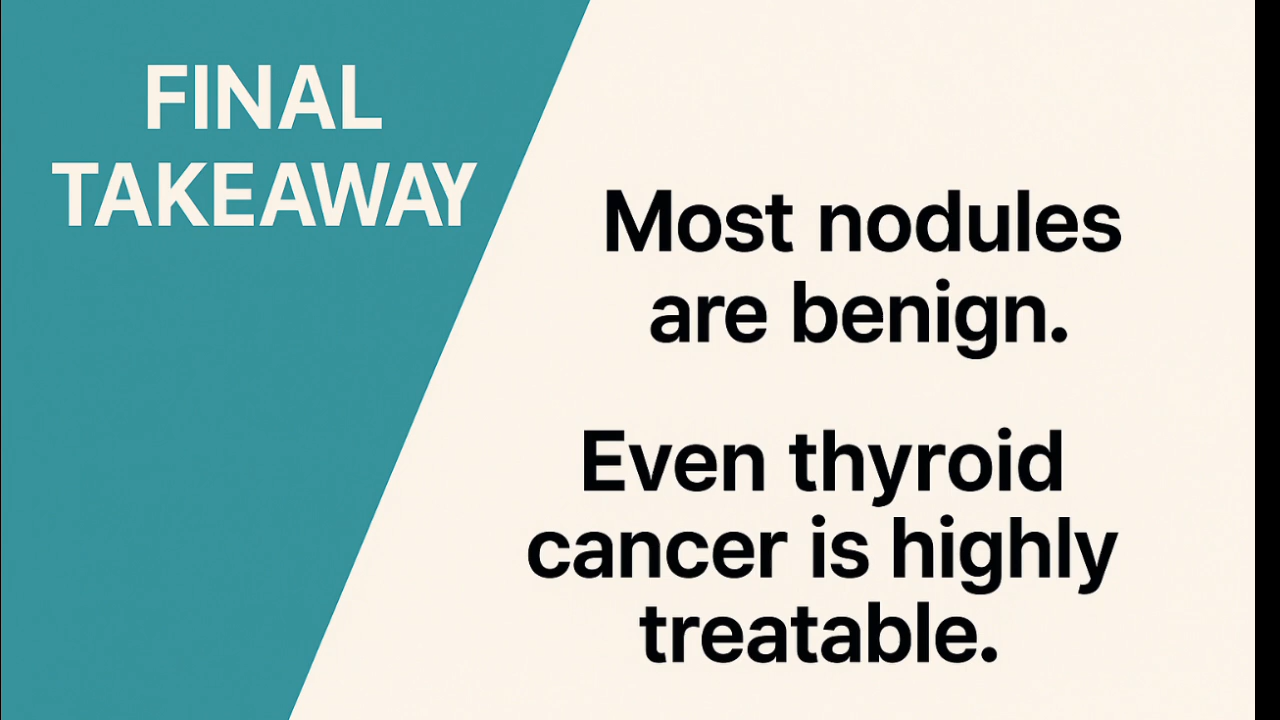 FINAL
TAKEAWAY
Most nodules
are benign.
Even thyroid
cancer is highly
treatable.